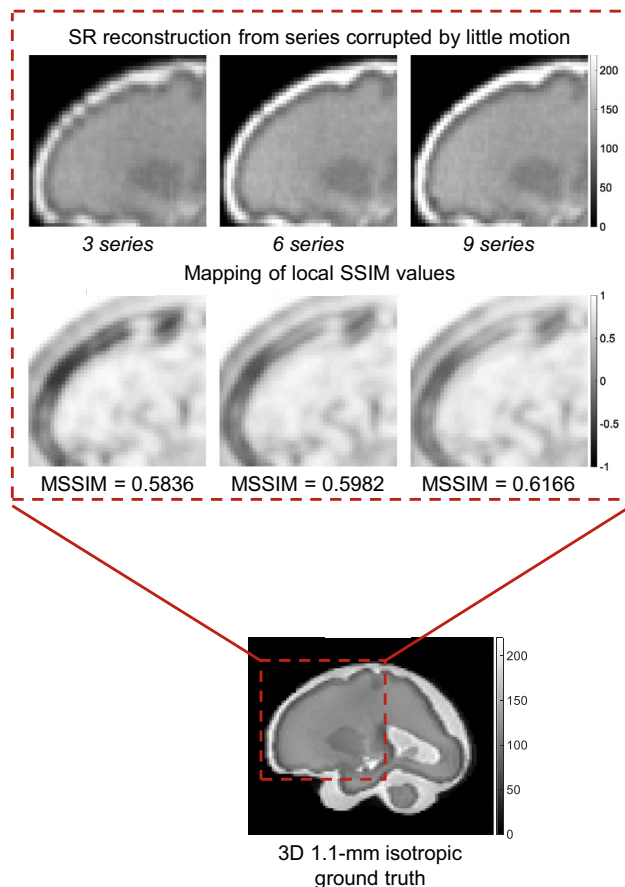 SR reconstruction from series corrupted by little motion
200
150
100
50
0
3 series
6 series
9 series
Mapping of local SSIM values
1
0.5
0
-0.5
-1
MSSIM = 0.5836
MSSIM = 0.5982
MSSIM = 0.6166
200
150
100
50
0
3D 1.1-mm isotropic
ground truth